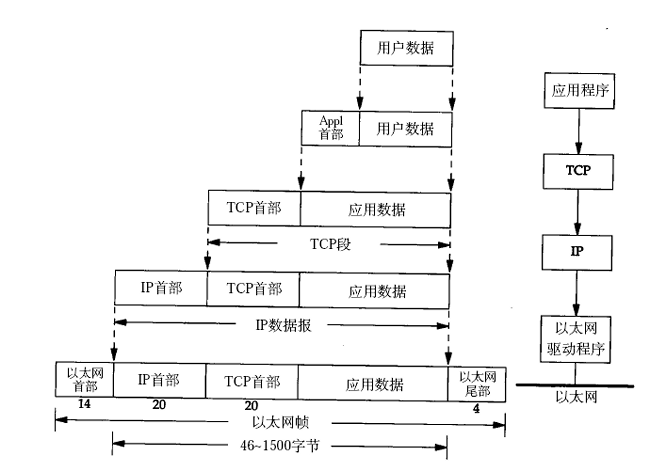 用户数据
应用程序
Appl
首部
用户数据
TCP首部
应用数据
TCP
TCP段
IP首部
TCP首部
应用数据
IP
IP数据报
以太网
驱动程序
以太网
首部
IP首部
TCP首部
应用数据
以太网
尾部
14
20
20
4
以太网
以太网帧
46~1500字节